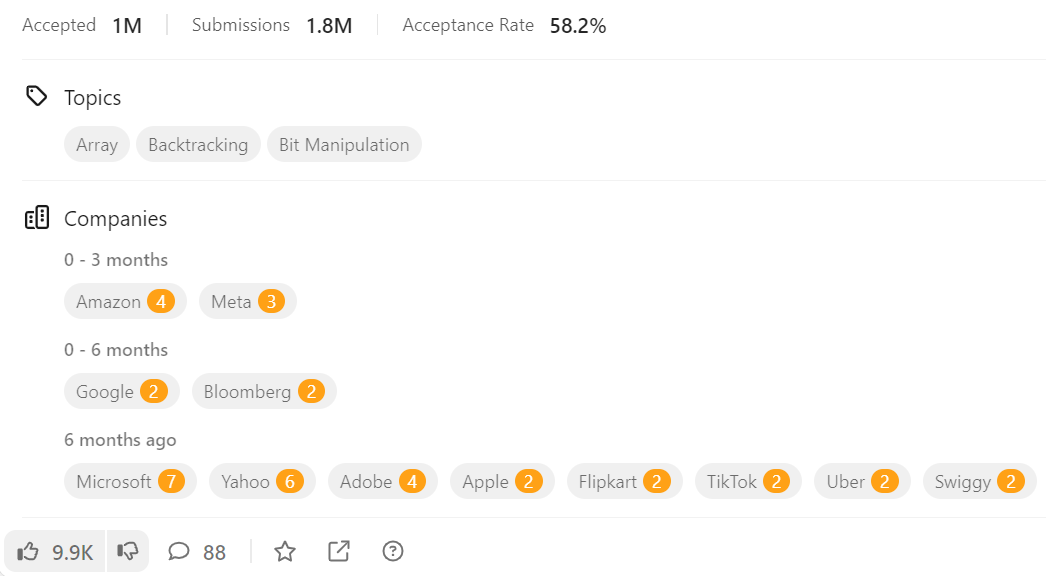 Accepted 1M Submissions 1.8M Acceptance Rate 58.2%
Topics
Array Backtracking Bit Manipulation
Companies
0 - 3 months
Amazon 4 Meta 3
0 - 6 months
Google 2 Bloomberg 2
6 months ago
Microsoft 7 Yahoo 6 Adobe 4 Apple 2 Flipkart 2 TikTok 2 Uber 2 Swiggy 2
9.9K 88